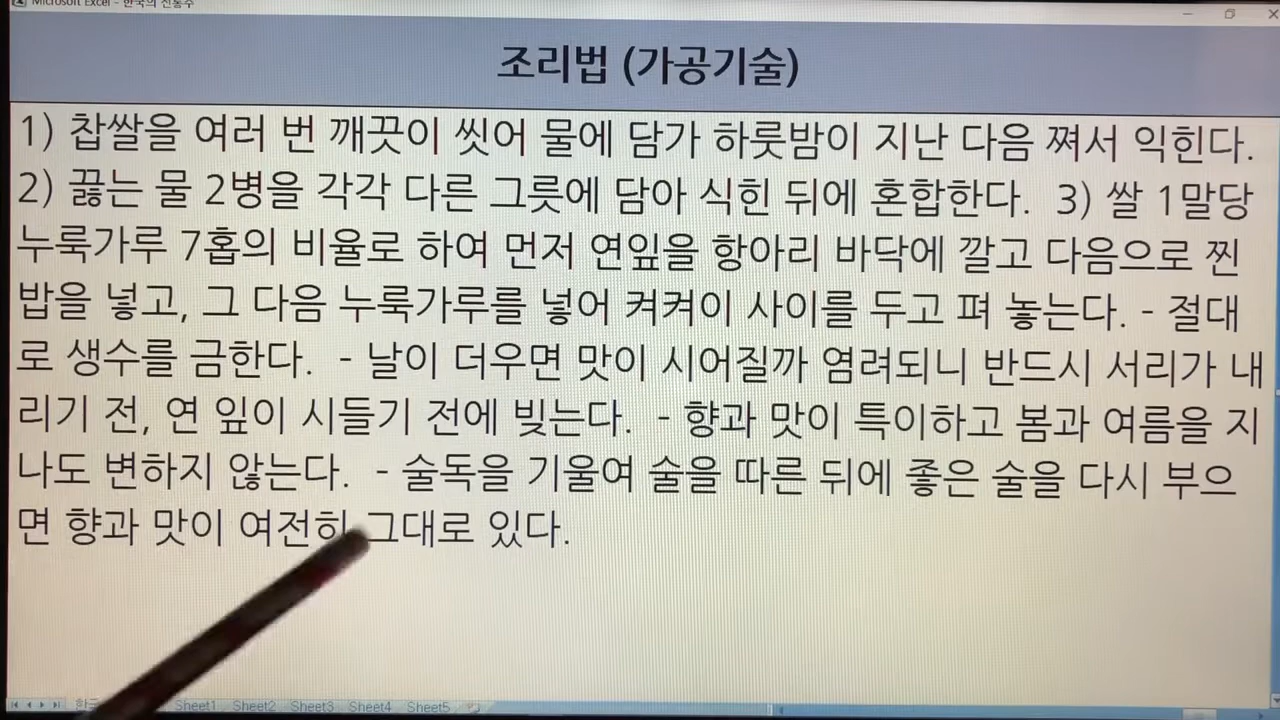 Microsoft Excel - 한국의 전통주
조리법 (가공기술)
1) 찹쌀을 여러 번 깨끗이 씻어 물에 담가 하룻밤이 지난 다음 쪄서 익힌다.
2) 끓는 물 2병을 각각 다른 그릇에 담아 식힌 뒤에 혼합한다. 3) 쌀 1말당
누룩가루 7홉의 비율로 하여 먼저 연잎을 항아리 바닥에 깔고 다음으로 찐
밥을 넣고, 그 다음 누룩가루를 넣어 켜켜이 사이를 두고 펴 놓는다. - 절대
로 생수를 금한다. - 날이 더우면 맛이 시어질까 염려되니 반드시 서리가 내
리기 전, 연 잎이 시들기 전에 빚는다. - 향과 맛이 특이하고 봄과 여름을 지
나도 변하지 않는다. - 술독을 기울여 술을 따른 뒤에 좋은 술을 다시 부으
면 향과 맛이 여전히 그대로 있다.
Sheet1 Sheet2 Sheet3 Sheet4 Sheet5